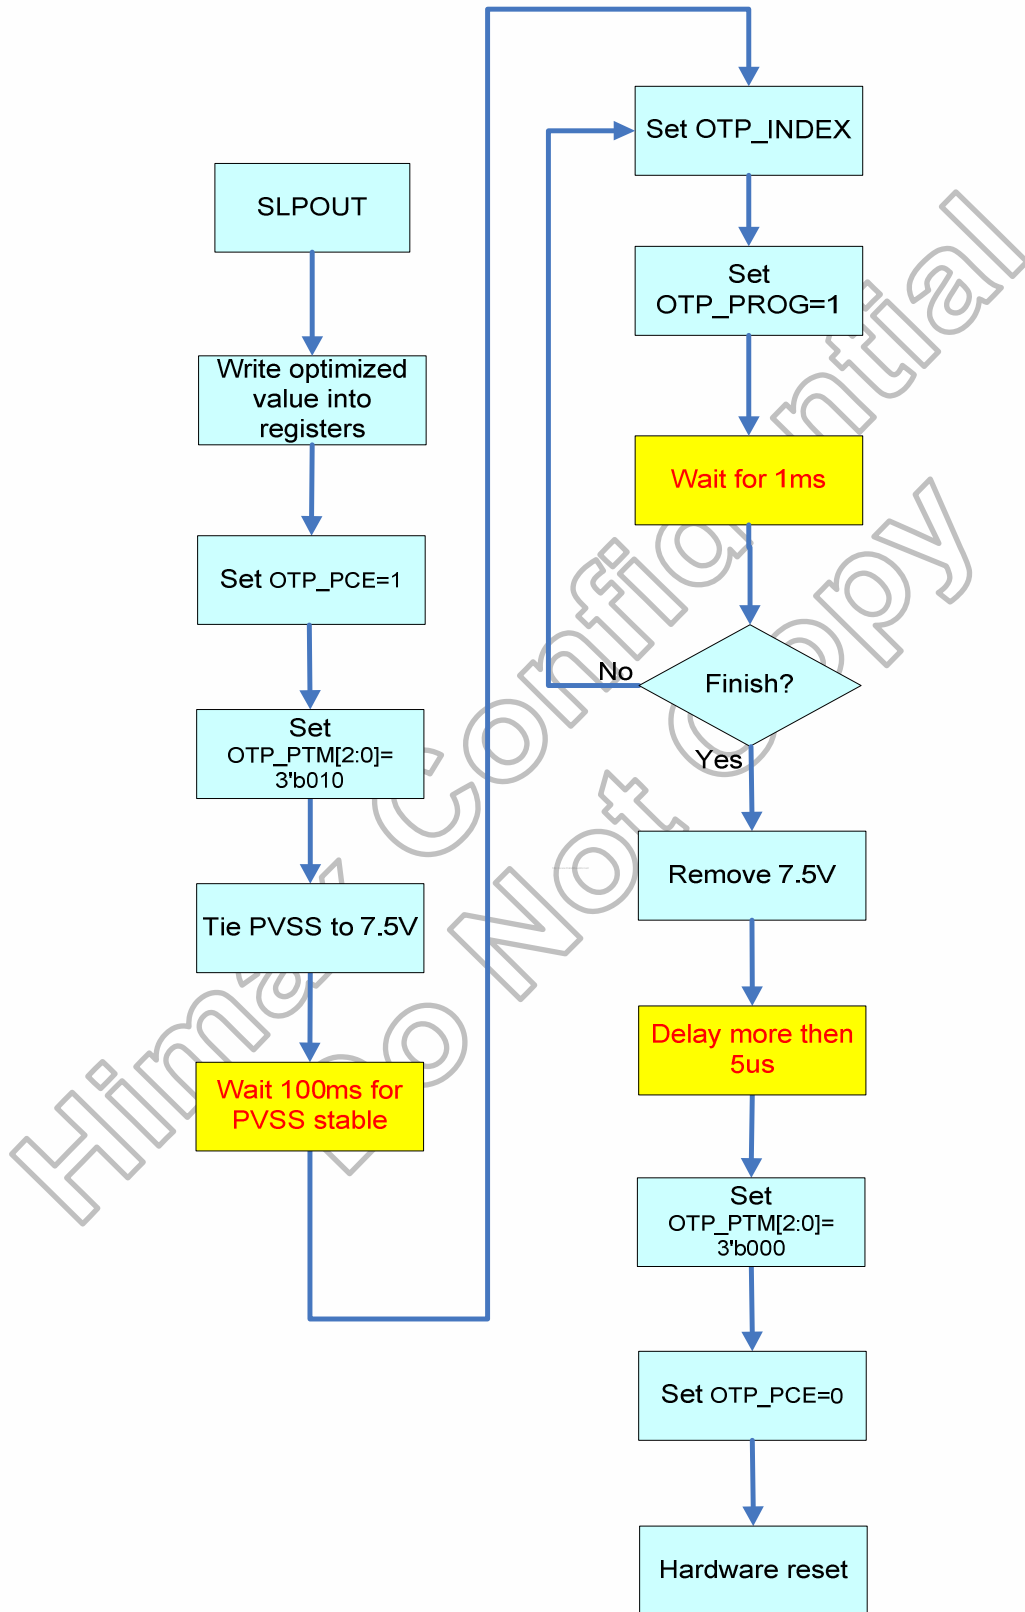 SLPOUT
Write optimized
value into
registers
Set OTP_PCE=1
Set
OTP_PTM[2:0]=
3'b010
Tie PVSS to 7.5V
Wait 100ms for
PVSS stable
Set OTP_INDEX
Set
OTP_PROG=1
Wait for 1ms
Finish?
No
Yes
Remove 7.5V
Delay more then
5us
Set
OTP_PTM[2:0]=
3'b000
Set OTP_PCE=0
Hardware reset
Himax Confidential
Do Not Copy